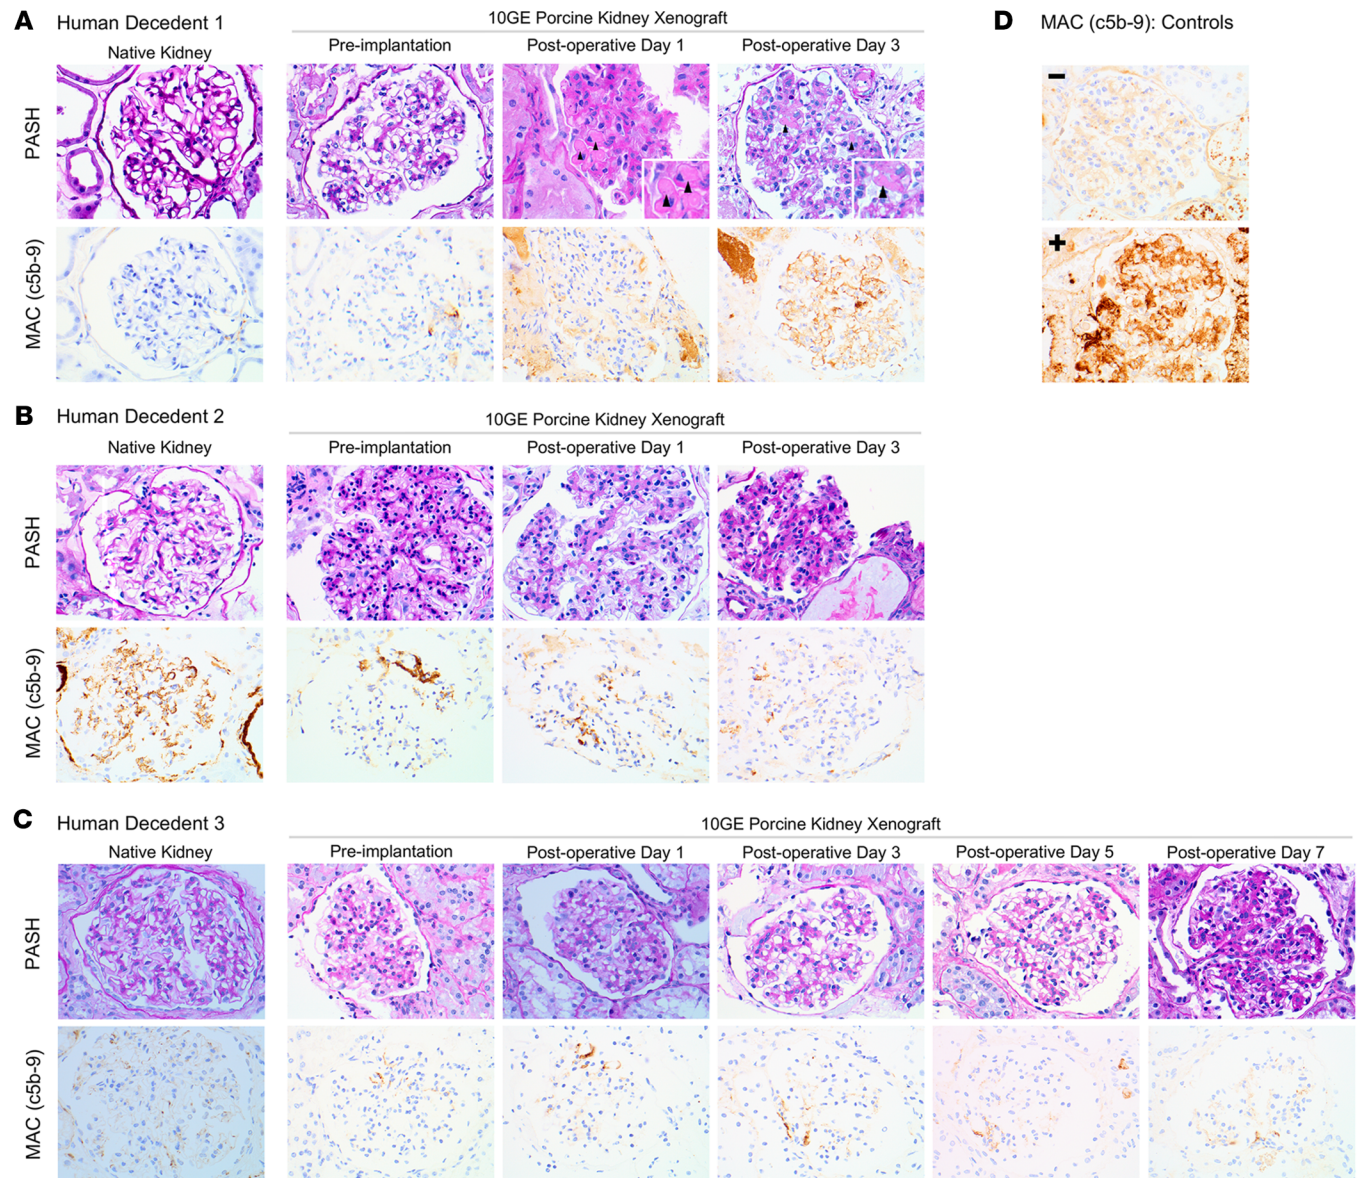 A Human Decedent 1
10GE Porcine Kidney Xenograft
Native Kidney
Pre-implantation
Post-operative Day 1
Post-operative Day 3
PASH
MAC (c5b-9)
D MAC (c5b-9): Controls
−
+
B Human Decedent 2
10GE Porcine Kidney Xenograft
Native Kidney
Pre-implantation
Post-operative Day 1
Post-operative Day 3
PASH
MAC (c5b-9)
C Human Decedent 3
10GE Porcine Kidney Xenograft
Native Kidney
Pre-implantation
Post-operative Day 1
Post-operative Day 3
Post-operative Day 5
Post-operative Day 7
PASH
MAC (c5b-9)